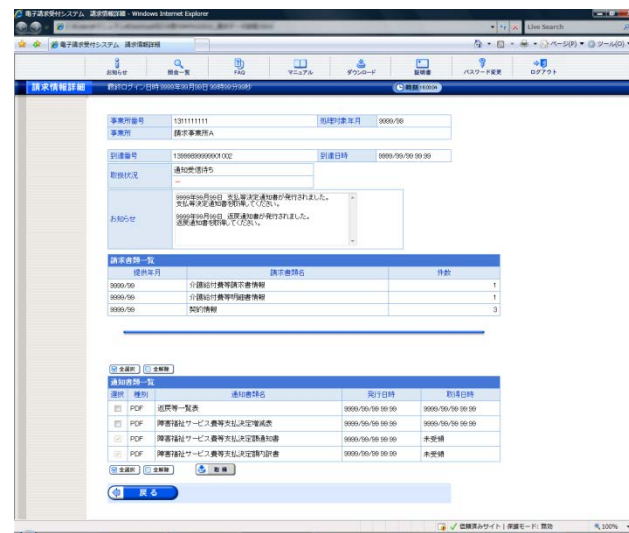 電子請求受付システム 請求情報詳細 - Windows Internet Explorer
Live Search
電子請求受付システム 請求情報詳細
ページ(P) ツール(O)
お知らせ 照会一覧 FAQ マニュアル ダウンロード 証明書 パスワード変更 ログアウト
請求情報詳細 最終ログイン日時 9999年99月99日 99時99分99秒
事業所番号 1311111111 処理対象年月 9999/99
事業所 請求事業所A
到達番号 到達日時 9999/99/99 99:99
取扱状況 通知受信待ち
--
お知らせ
9999年99月99日 支払等決定通知書が発行されました。
支払等決定通知書を取得してください。
9999年99月99日 返戻通知書が発行されました。
返戻通知書を取得してください。
請求書類一覧
提供年月 請求書類名 件数
9999/99 介護給付費等請求書情報 1
9999/99 介護給付費等明細書情報 1
9999/99 契約情報 3
全選択 全解除
通知書類一覧
選択 種別 通知書類名 発行日時 取得日時
PDF 返戻等一覧表 9999/99/99 99:99 9999/99/99 99:99
PDF 障害福祉サービス費等支払決定増減表 9999/99/99 99:99 9999/99/99 99:99
PDF 障害福祉サービス費等支払決定額通知書 9999/99/99 99:99 未受領
PDF 障害福祉サービス費等支払決定額内訳書 9999/99/99 99:99 未受領
全選択 全解除 取得
戻る
信頼済みサイト | 保護モード: 無効 100%